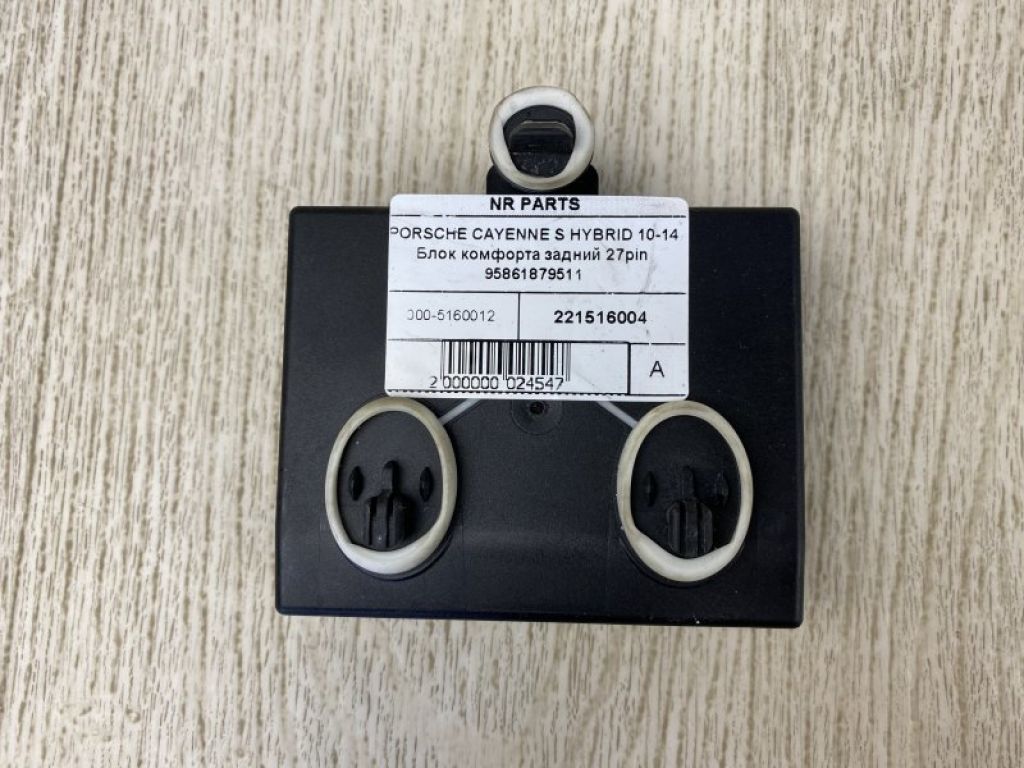 NR PARTS
PORSCHE CAYENNE S HYBRID 10-14
Блок комфорта задний 27pin
95861879511
000-5160012
221516004
2 000000 024547
A